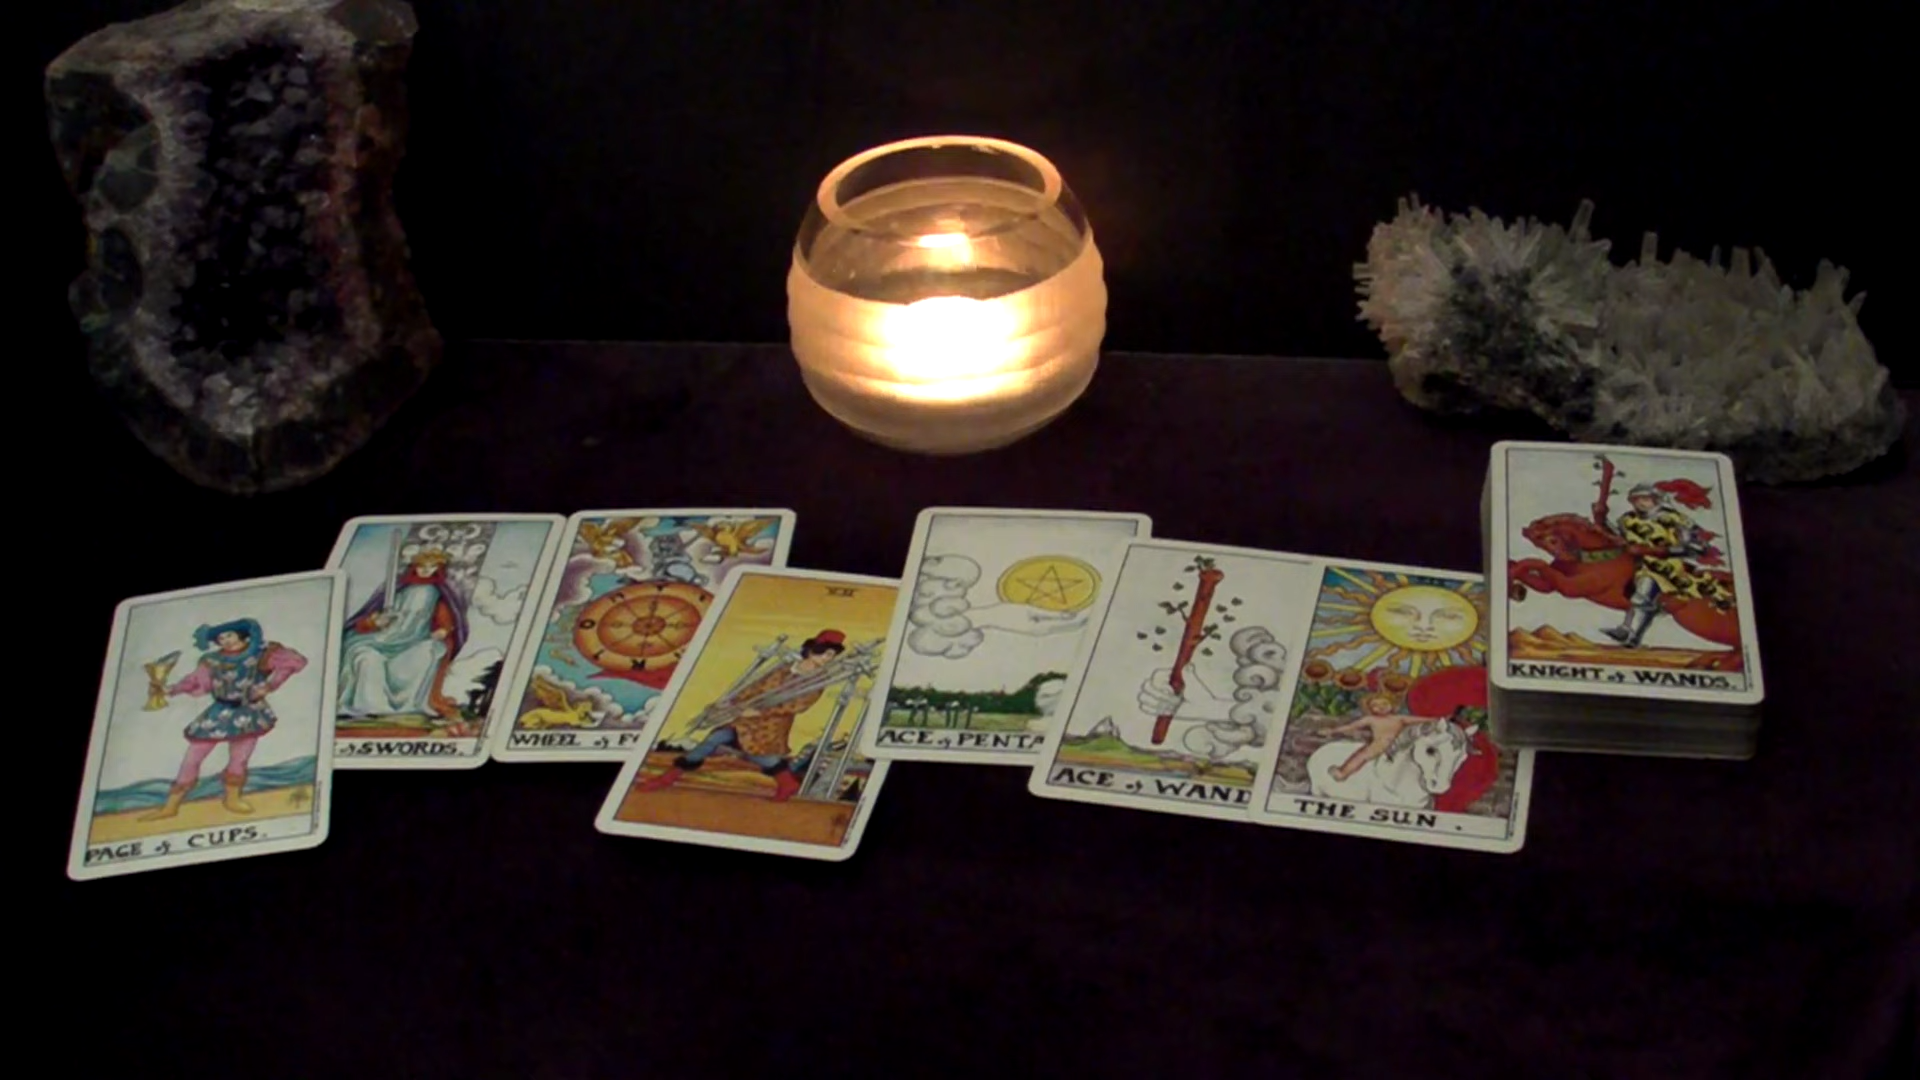 PAGE of CUPS.
of SWORDS.
WHEEL of FO
VII
ACE of PENTA
ACE of WAND
THE SUN .
KNIGHT of WANDS.